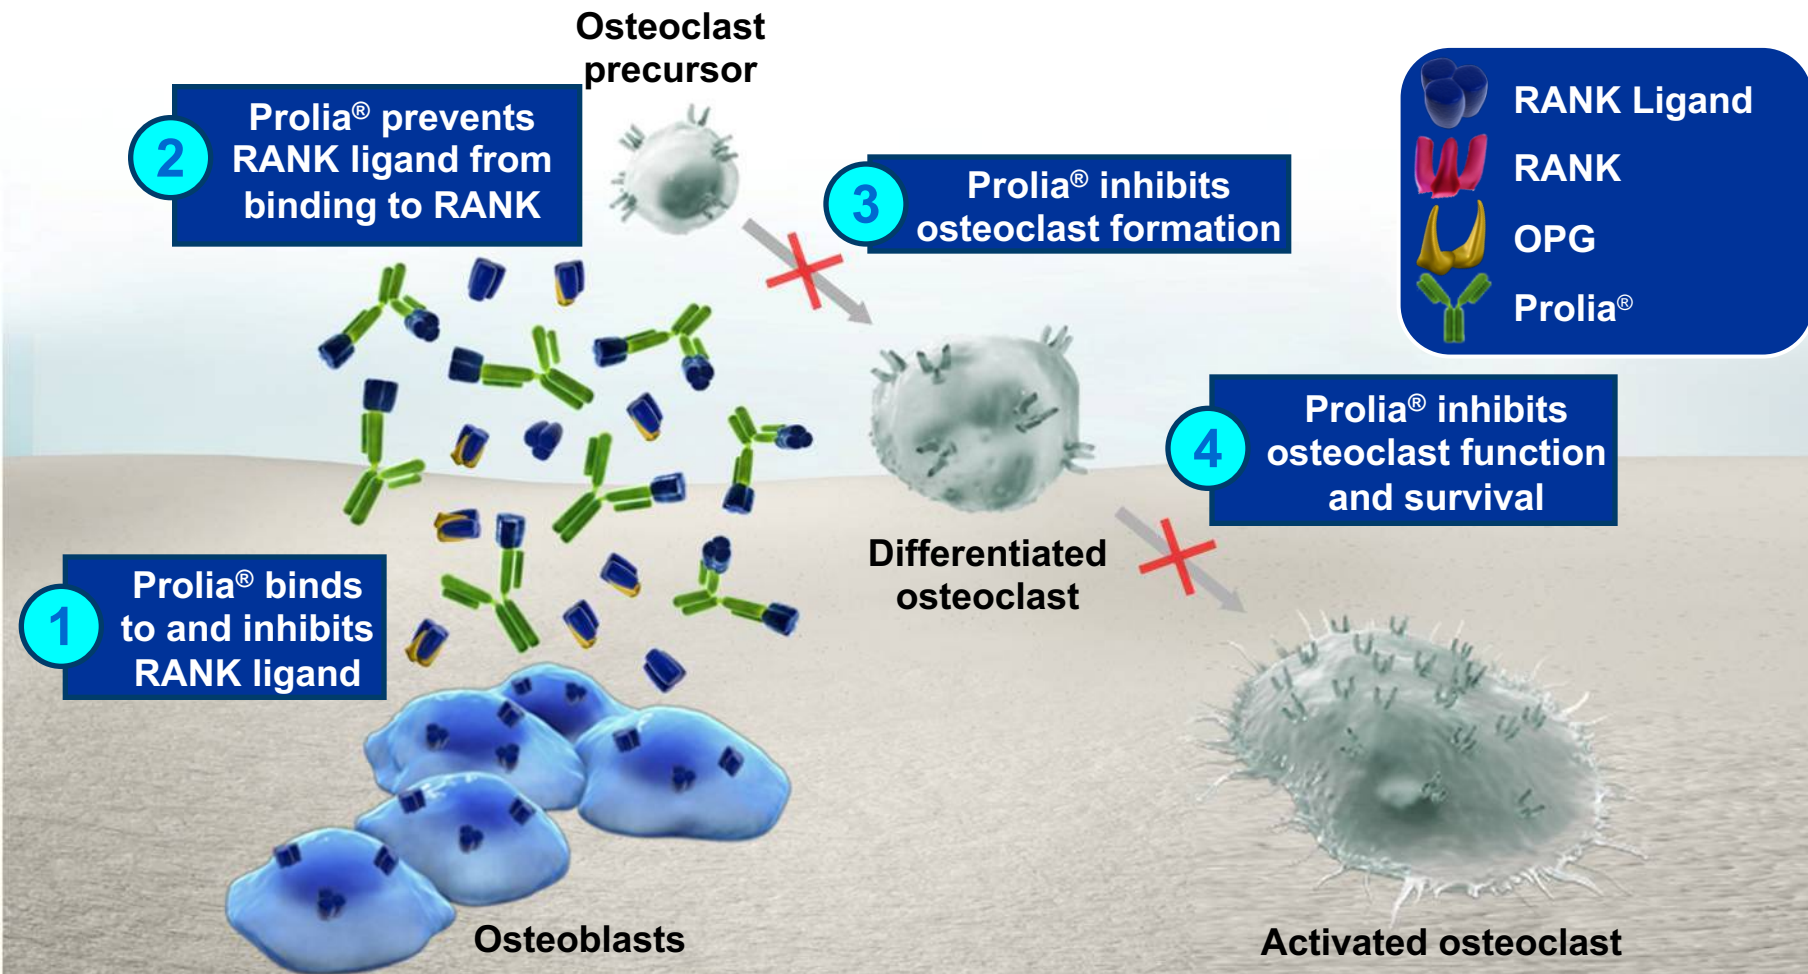 Osteoclast
precursor
2
Prolia® prevents
RANK ligand from
binding to RANK
3
Prolia® inhibits
osteoclast formation
RANK Ligand
RANK
OPG
Prolia®
4
Prolia® inhibits
osteoclast function
and survival
Differentiated
osteoclast
1
Prolia® binds
to and inhibits
RANK ligand
Osteoblasts
Activated osteoclast